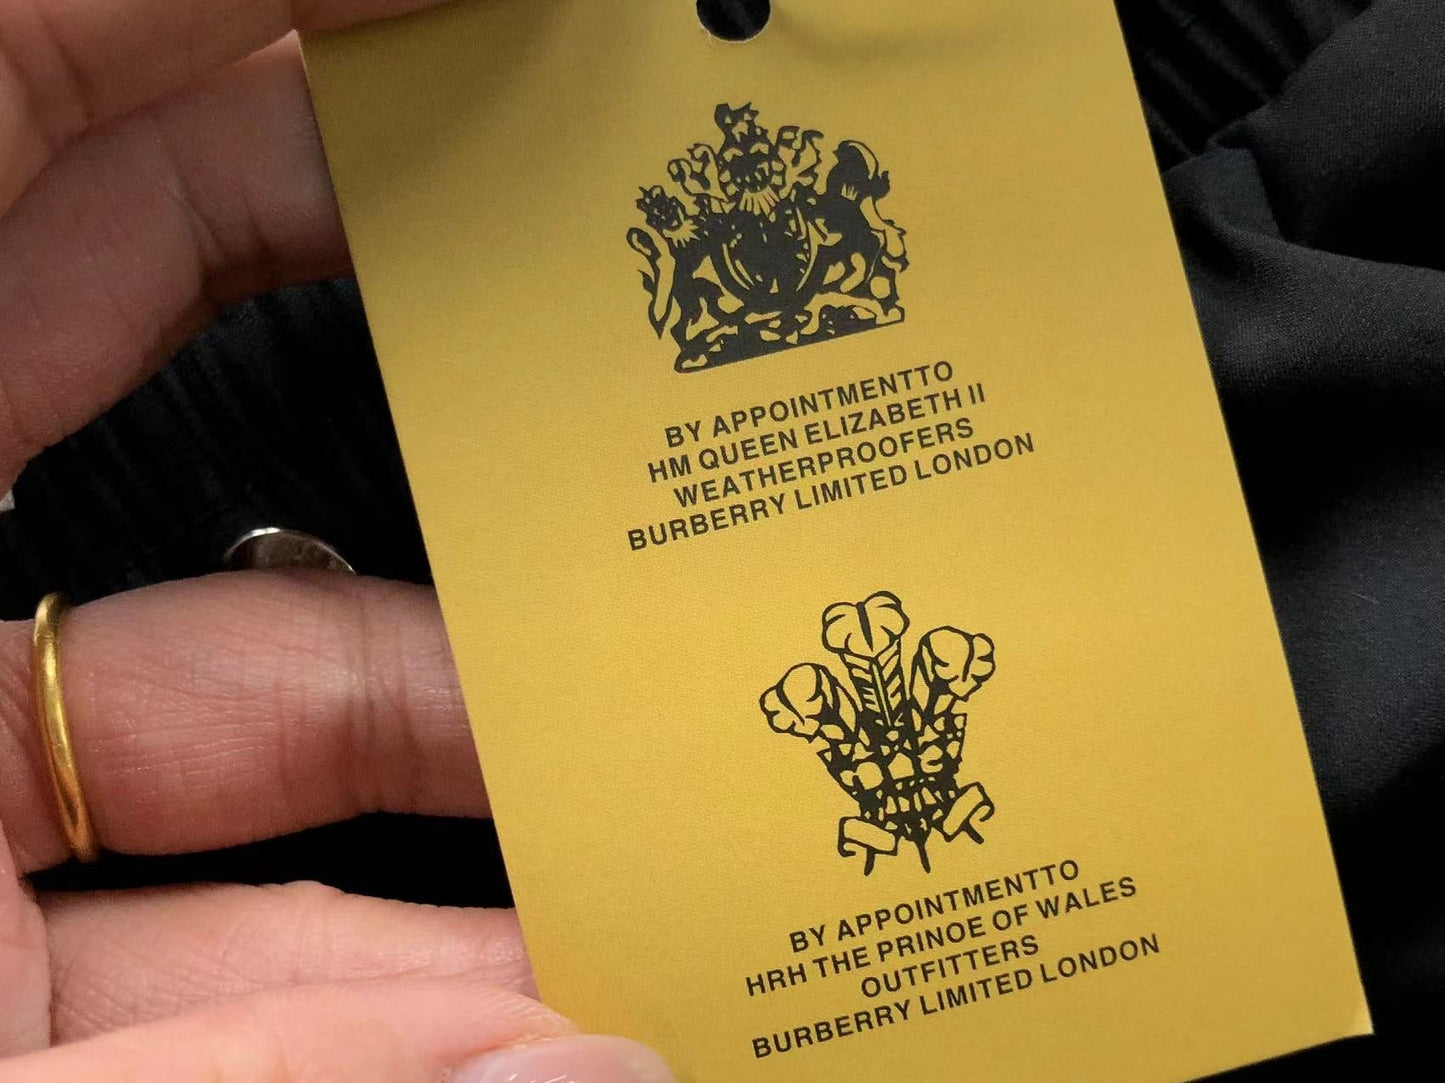 BY APPOINTMENTTO
HM QUEEN ELIZABETH II
WEATHERPROOFERS
BURBERRY LIMITED LONDON
BY APPOINTMENTTO
HRH THE PRINOE OF WALES
OUTFITTERS
BURBERRY LIMITED LONDON